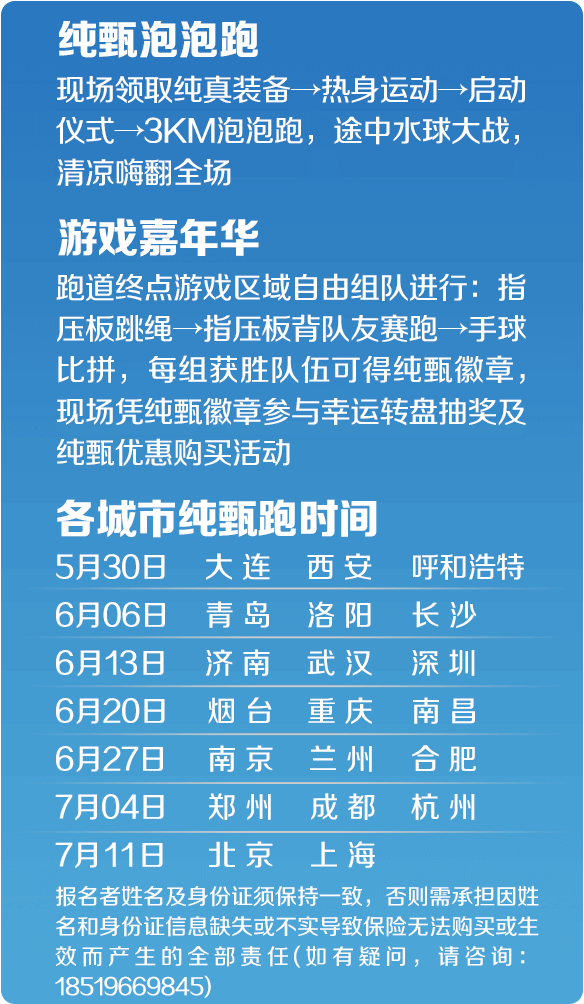 纯甄泡泡跑
现场领取纯真装备→热身运动→启动
仪式→3KM泡泡跑，途中水球大战，
清凉嗨翻全场
游戏嘉年华
跑道终点游戏区域自由组队进行：指
压板跳绳→指压板背队友赛跑→手球
比拼，每组获胜队伍可得纯甄徽章，
现场凭纯甄徽章参与幸运转盘抽奖及
纯甄优惠购买活动
各城市纯甄跑时间
5月30日 大连 西安 呼和浩特
6月06日 青岛 洛阳 长沙
6月13日 济南 武汉 深圳
6月20日 烟台 重庆 南昌
6月27日 南京 兰州 合肥
7月04日 郑州 成都 杭州
7月11日 北京 上海
报名者姓名及身份证须保持一致，否则需承担因姓
名和身份证信息缺失或不实导致保险无法购买或生
效而产生的全部责任(如有疑问，请咨询：
18519669845)